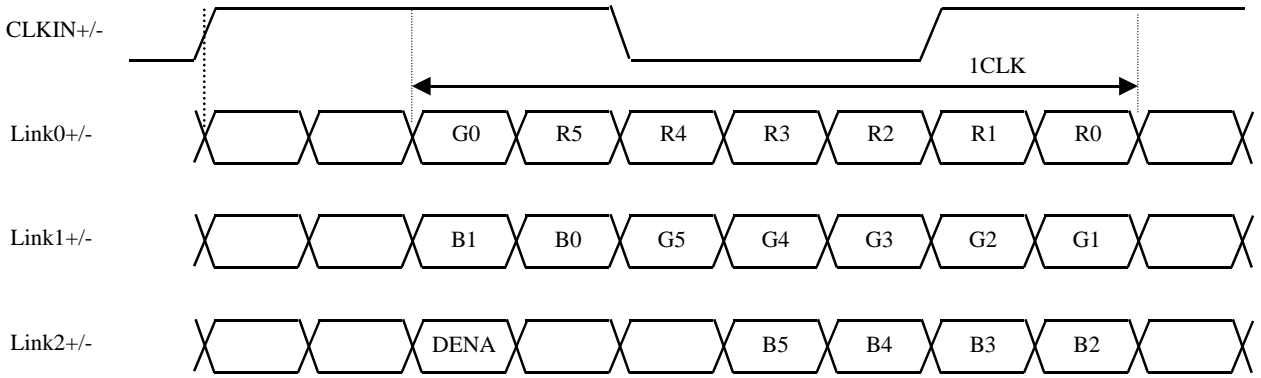 CLKIN+/-
1CLK
Link0+/- G0 R5 R4 R3 R2 R1 R0
Link1+/- B1 B0 G5 G4 G3 G2 G1
Link2+/- DENA B5 B4 B3 B2